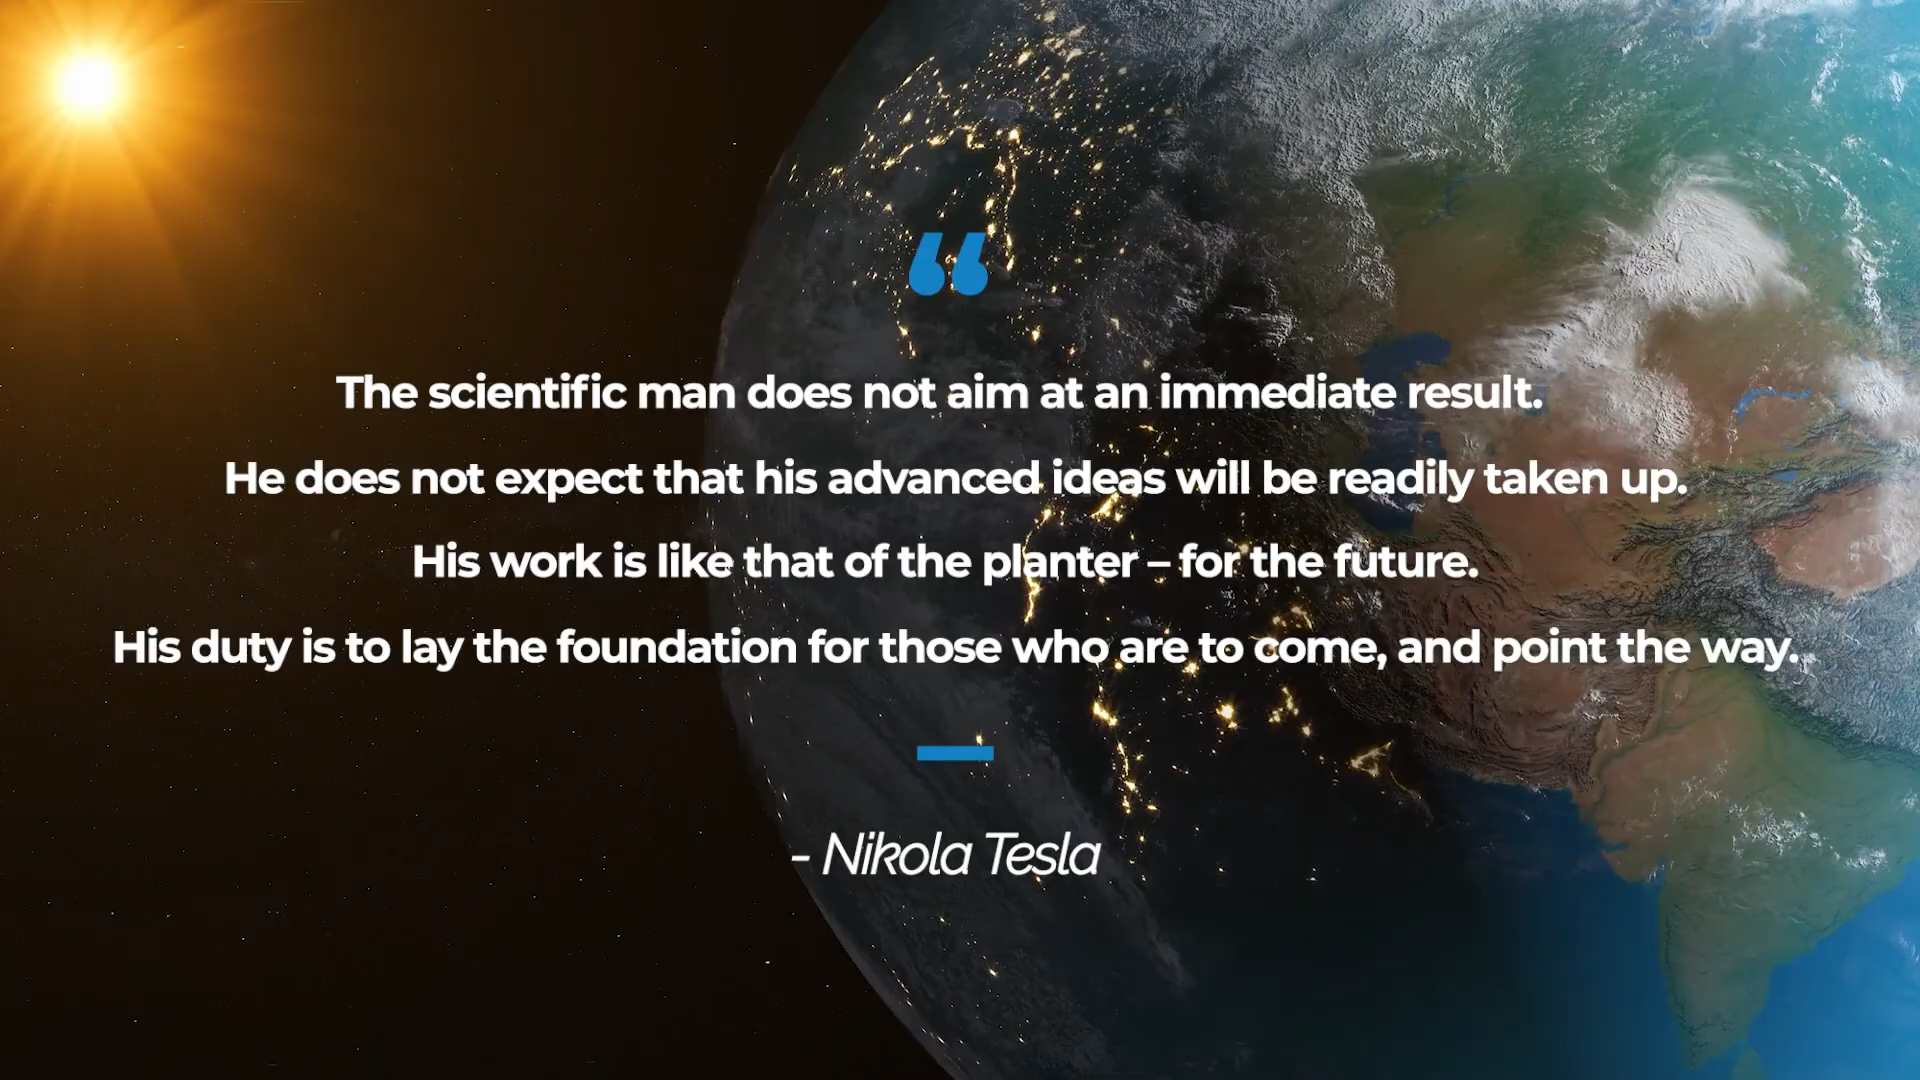 “
The scientific man does not aim at an immediate result.
He does not expect that his advanced ideas will be readily taken up.
His work is like that of the planter – for the future.
His duty is to lay the foundation for those who are to come, and point the way.
- Nikola Tesla